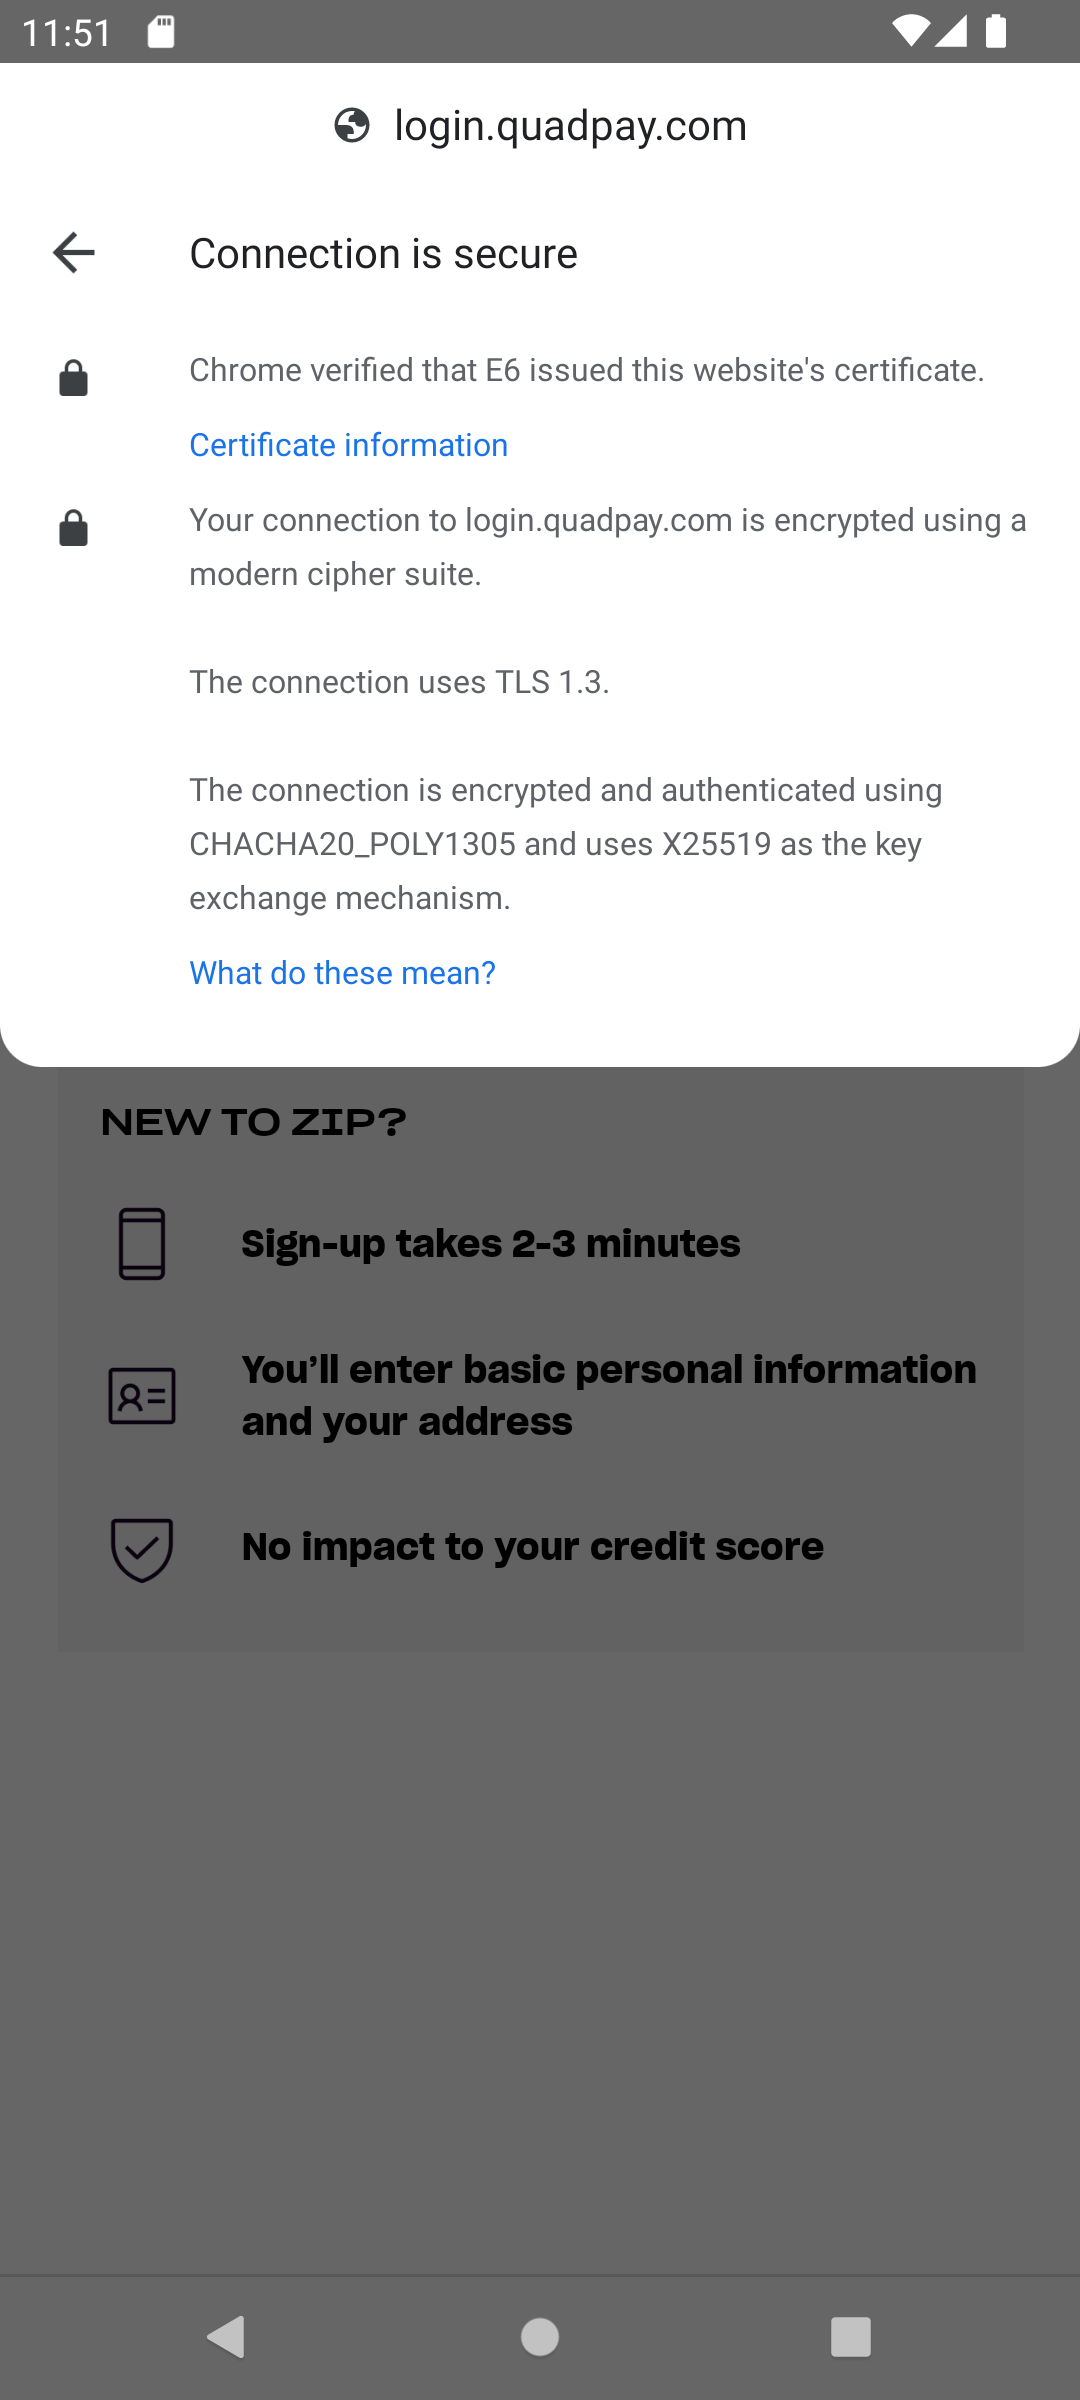 11:51
login.quadpay.com
Connection is secure
Chrome verified that E6 issued this website's certificate.
Certificate information
Your connection to login.quadpay.com is encrypted using a
modern cipher suite.
The connection uses TLS 1.3.
The connection is encrypted and authenticated using
CHACHA20_POLY1305 and uses X25519 as the key
exchange mechanism.
What do these mean?
NEW TO ZIP?
Sign-up takes 2-3 minutes
You’ll enter basic personal information
and your address
No impact to your credit score